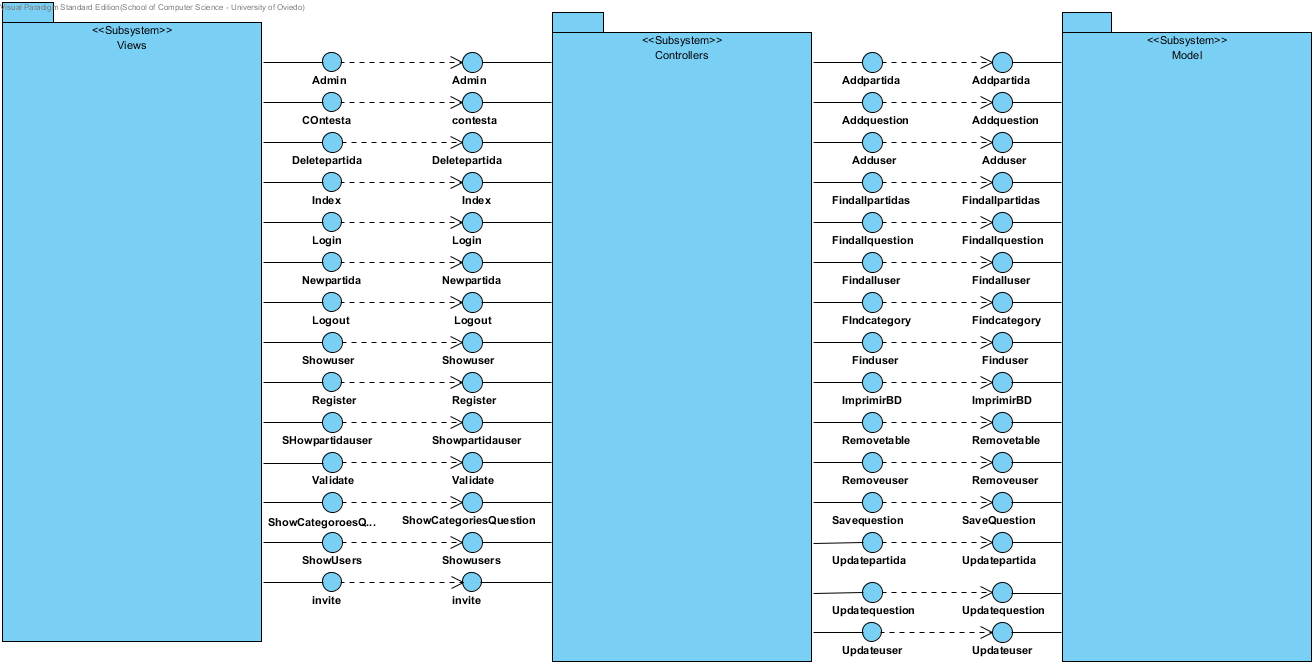 Visual Paradigm Standard Edition(School of Computer Science - University of Oviedo)
<<Subsystem>>
Views
<<Subsystem>>
Controllers
<<Subsystem>>
Model
Admin Admin
COntesta contesta
Deletepartida Deletepartida
Index Index
Login Login
Newpartida Newpartida
Logout Logout
Showuser Showuser
Register Register
SHowpartidauser Showpartidauser
Validate Validate
ShowCategoroesQ... ShowCategoriesQuestion
ShowUsers Showusers
invite invite
Addpartida Addpartida
Addquestion Addquestion
Adduser Adduser
Findallpartidas Findallpartidas
Findallquestion Findallquestion
Findalluser Findalluser
FIndcategory Findcategory
Finduser Finduser
ImprimirBD ImprimirBD
Removetable Removetable
Removeuser Removeuser
Savequestion SaveQuestion
Updatepartida Updatepartida
Updatequestion Updatequestion
Updateuser Updateuser